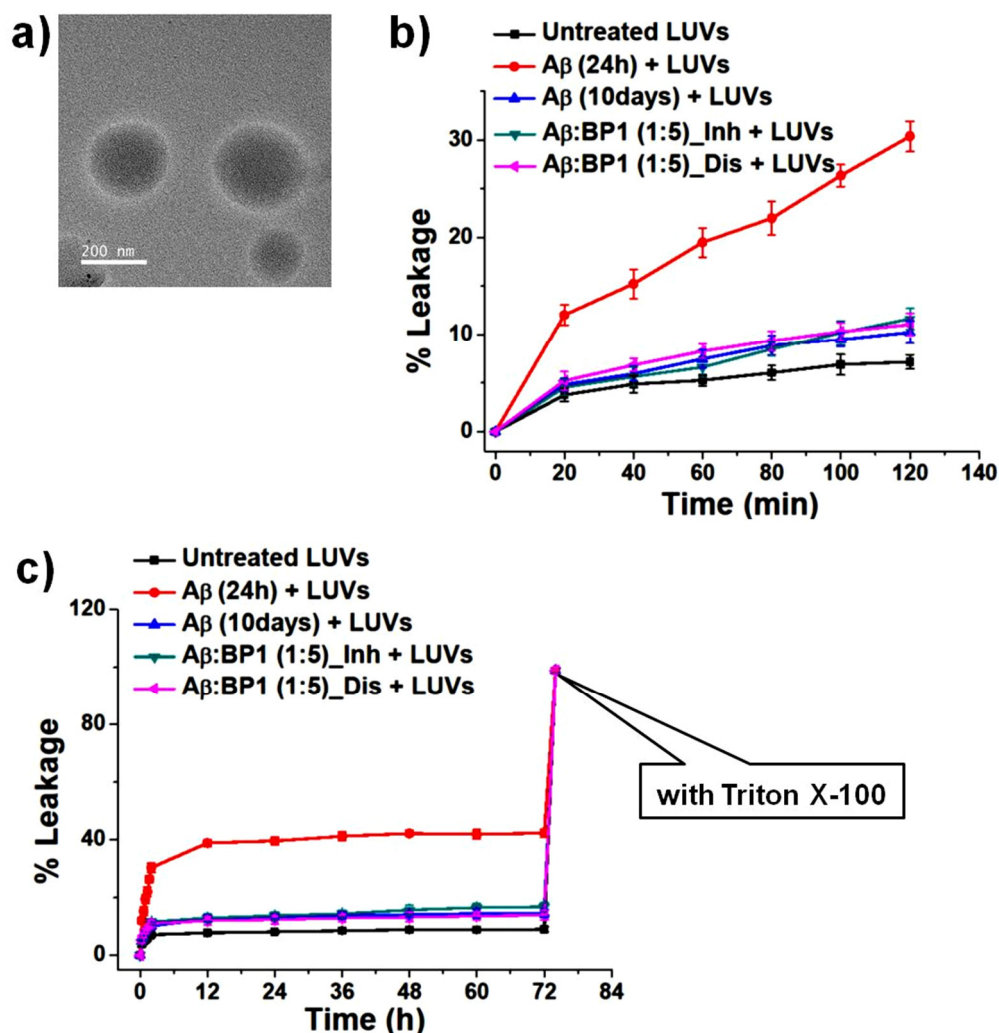 a)
200 nm
b)
Untreated LUVs
Aβ (24h) + LUVs
Aβ (10days) + LUVs
Aβ:BP1 (1:5)_Inh + LUVs
Aβ:BP1 (1:5)_Dis + LUVs
% Leakage
30
20
10
0
0 20 40 60 80 100 120 140
Time (min)
c)
Untreated LUVs
Aβ (24h) + LUVs
Aβ (10days) + LUVs
Aβ:BP1 (1:5)_Inh + LUVs
Aβ:BP1 (1:5)_Dis + LUVs
% Leakage
120
80
40
0
0 12 24 36 48 60 72 84
Time (h)
with Triton X-100